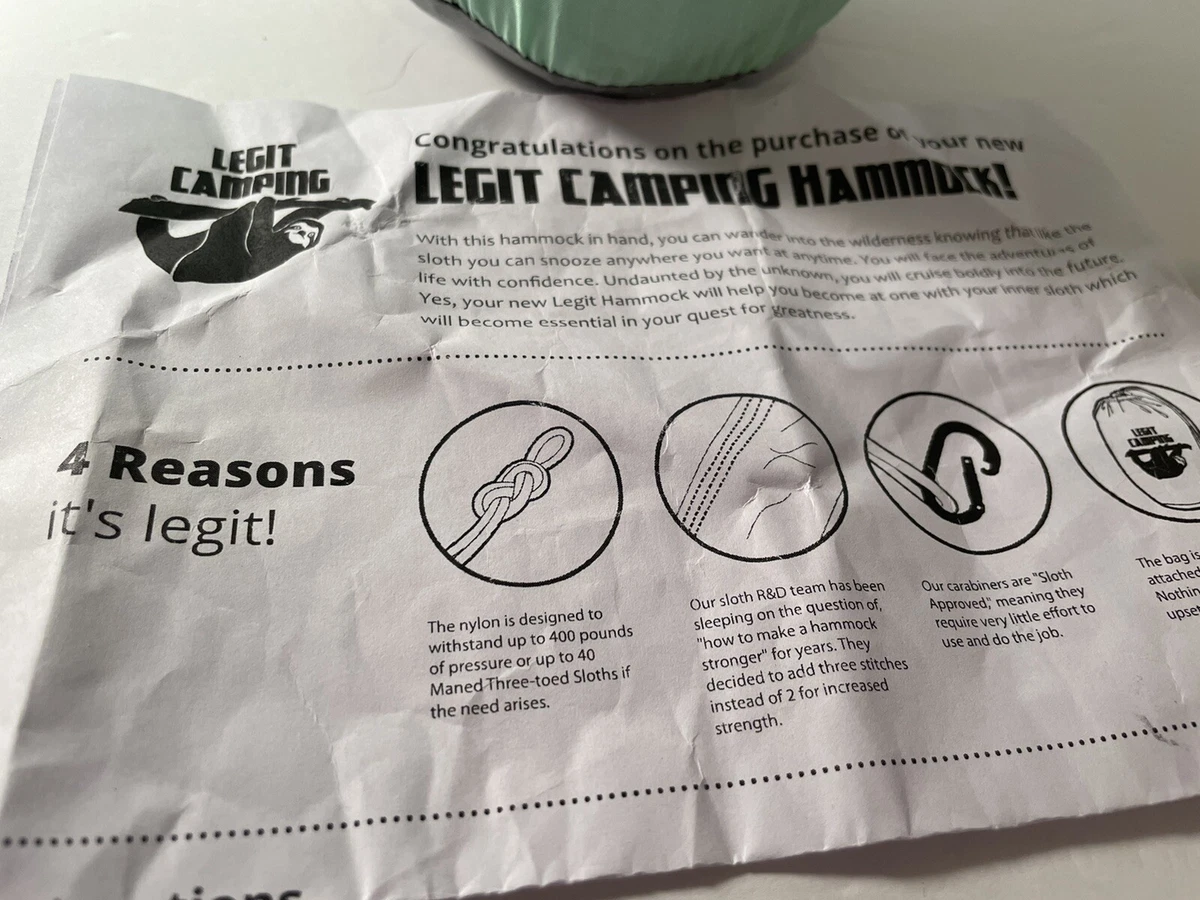 LEGIT
CAMPING
Congratulations on the purchase of your new
LEGIT CAMPING HAMMOCK!
With this hammock in hand, you can wander into the wilderness knowing that like the
sloth you can snooze anywhere you want at anytime. You will face the adventures of
life with confidence. Undaunted by the unknown, you will cruise boldly into the future.
Yes, your new Legit Hammock will help you become at one with your inner sloth which
will become essential in your quest for greatness.
4 Reasons
it's legit!
The nylon is designed to
withstand up to 400 pounds
of pressure or up to 40
Maned Three-toed Sloths if
the need arises.
Our sloth R&D team has been
sleeping on the question of,
"how to make a hammock
stronger" for years. They
decided to add three stitches
instead of 2 for increased
strength.
Our carabiners are "Sloth
Approved," meaning they
require very little effort to
use and do the job.
LEGIT
CAMPING
The bag is
attached